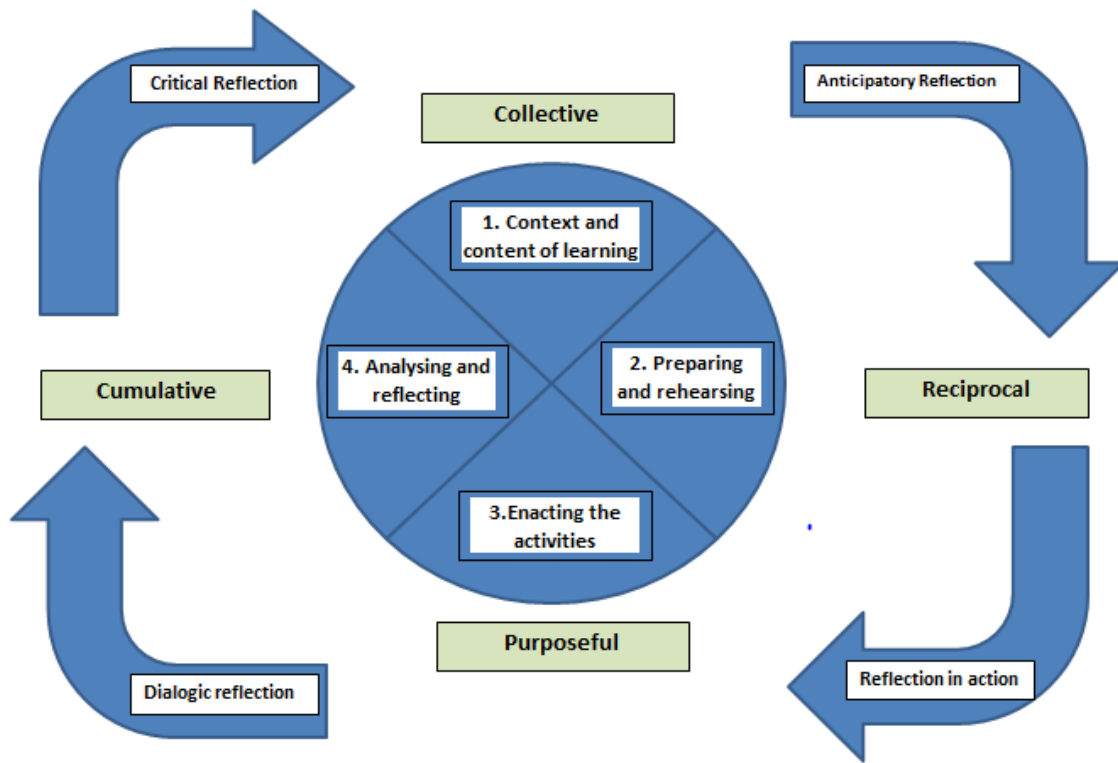 Critical Reflection
Anticipatory Reflection
Collective
1. Context and
content of learning
4. Analysing and
reflecting
2. Preparing
and rehearsing
Cumulative
Reciprocal
3.Enacting the
activities
Purposeful
Dialogic reflection
Reflection in action